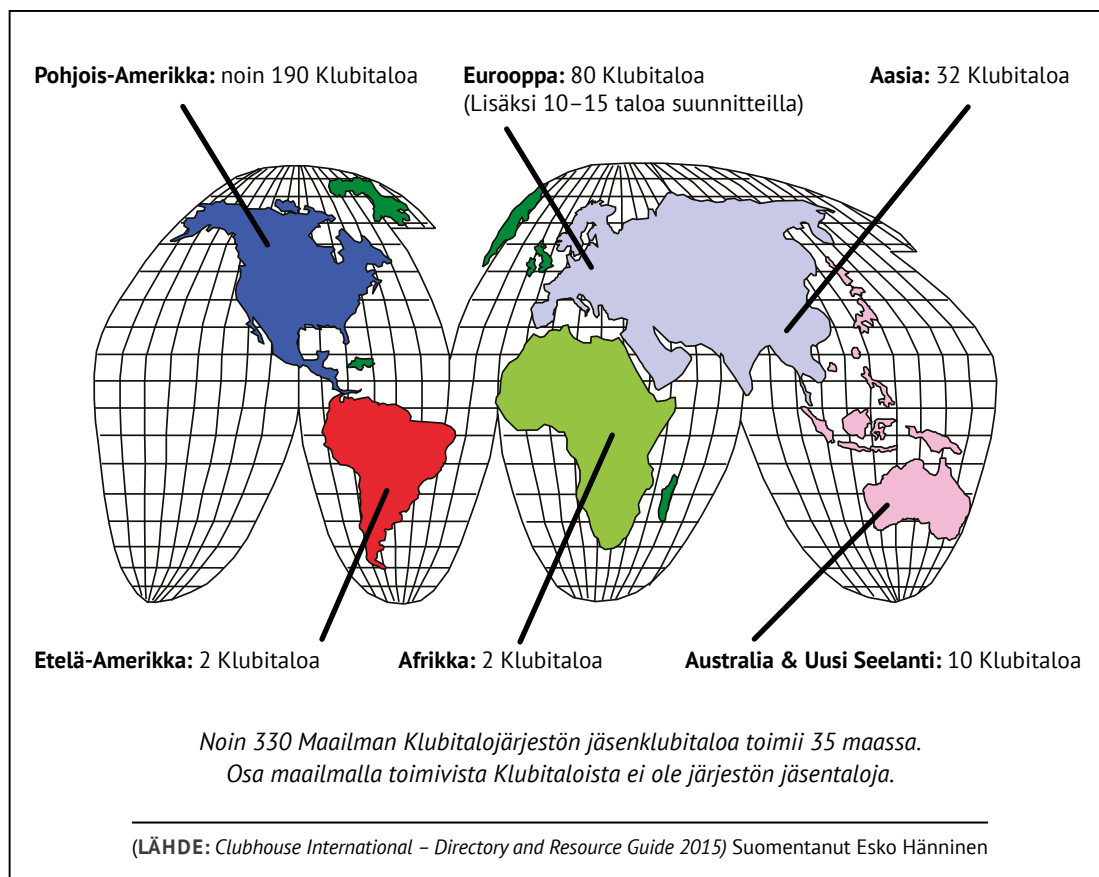 Pohjois-Amerikka: noin 190 Klubitaloa
Eurooppa: 80 Klubitaloa
(Lisäksi 10–15 taloa suunnitteilla)
Aasia: 32 Klubitaloa
Etelä-Amerikka: 2 Klubitaloa
Afrikka: 2 Klubitaloa
Australia & Uusi Seelanti: 10 Klubitaloa
Noin 330 Maailman Klubitalojärjestön jäsenklubitaloa toimii 35 maassa.
Osa maailmalla toimivista Klubitaloista ei ole järjestön jäsentaloja.
(LÄHDE: Clubhouse International – Directory and Resource Guide 2015) Suomentanut Esko Hänninen